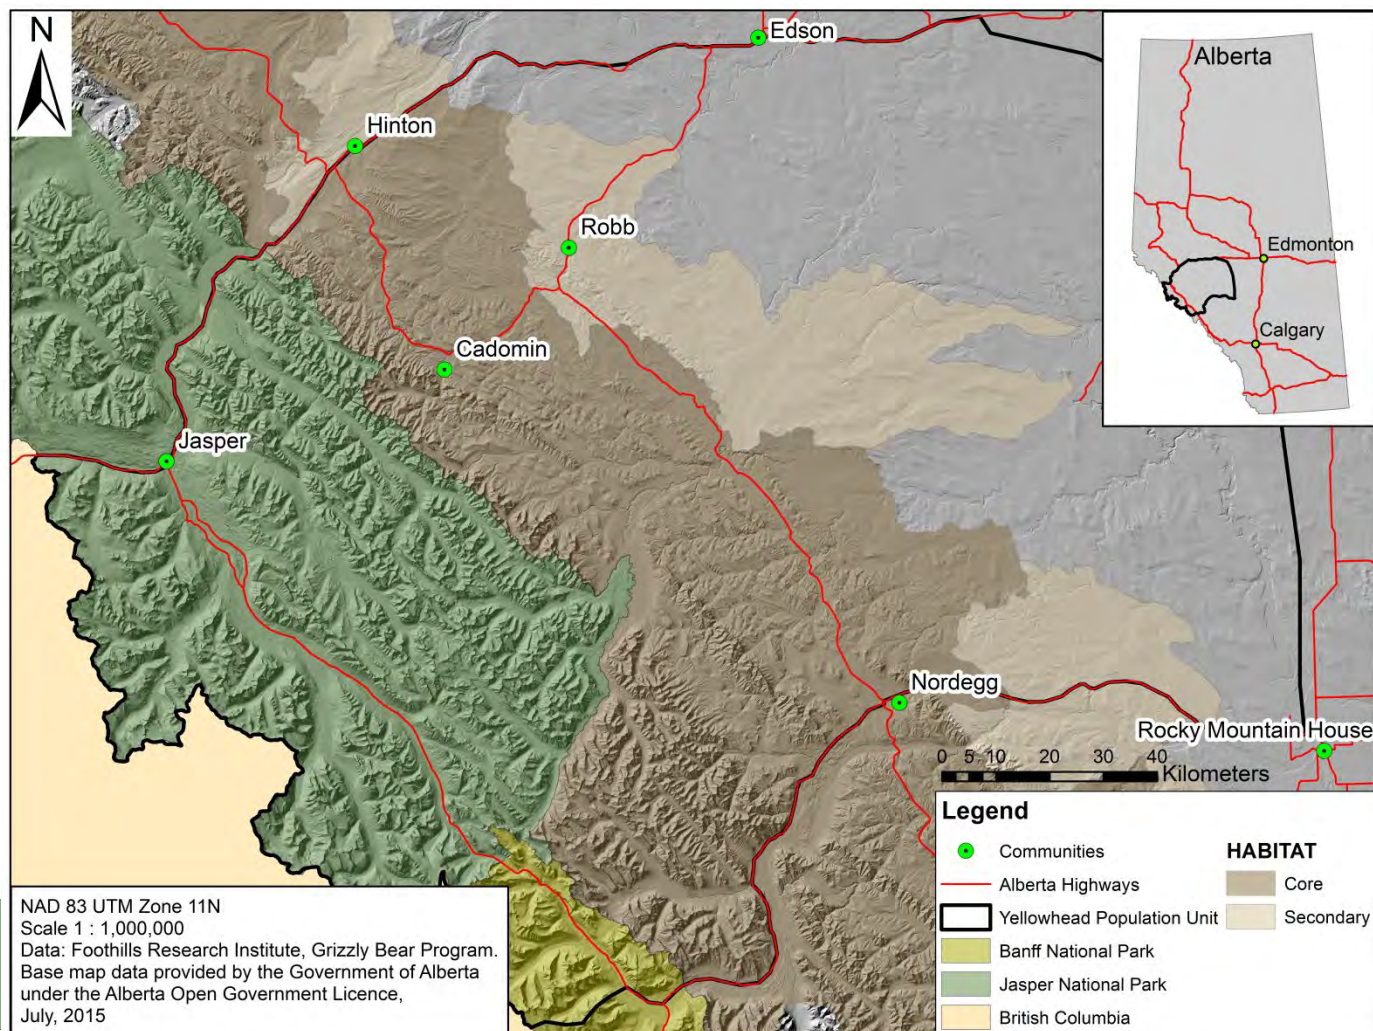 N
Edson
Alberta
Hinton
Robb
Edmonton
Calgary
Cadomin
Jasper
Nordegg
Rocky Mountain House
0 5 10 20 30 40
Kilometers
Legend
Communities
Alberta Highways
Yellowhead Population Unit
Banff National Park
Jasper National Park
British Columbia
HABITAT
Core
Secondary
NAD 83 UTM Zone 11N
Scale 1 : 1,000,000
Data: Foothills Research Institute, Grizzly Bear Program.
Base map data provided by the Government of Alberta
under the Alberta Open Government Licence,
July, 2015